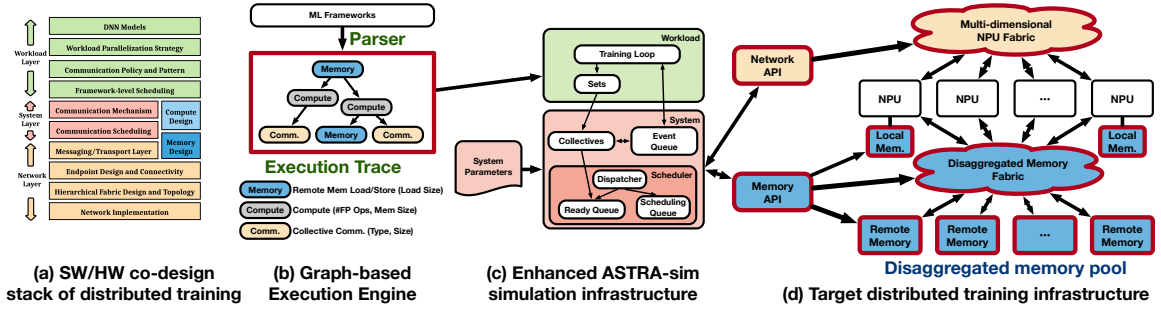 DNN Models
Workload Parallelization Strategy
Workload
Layer
Communication Policy and Pattern
Framework-level Scheduling
System
Layer
Communication Mechanism
Communication Scheduling
Compute
Design
Memory
Design
Messaging/Transport Layer
Network
Layer
Endpoint Design and Connectivity
Hierarchical Fabric Design and Topology
Network Implementation
(a) SW/HW co-design
stack of distributed training
ML Frameworks
Parser
Memory
Compute
Compute
Comm.
Memory
Comm.
Execution Trace
Memory Remote Mem Load/Store (Load Size)
Compute Compute (#FP Ops, Mem Size)
Comm. Collective Comm. (Type, Size)
(b) Graph-based
Execution Engine
Workload
Training Loop
Sets
System
Collectives
Event
Queue
System
Parameters
Scheduler
Dispatcher
Ready Queue
Scheduling
Queue
(c) Enhanced ASTRA-sim
simulation infrastructure
Network
API
Memory
API
Multi-dimensional
NPU Fabric
NPU
NPU
...
NPU
Local
Mem.
Local
Mem.
Disaggregated Memory
Fabric
Remote
Memory
Remote
Memory
...
Remote
Memory
Disaggregated memory pool
(d) Target distributed training infrastructure